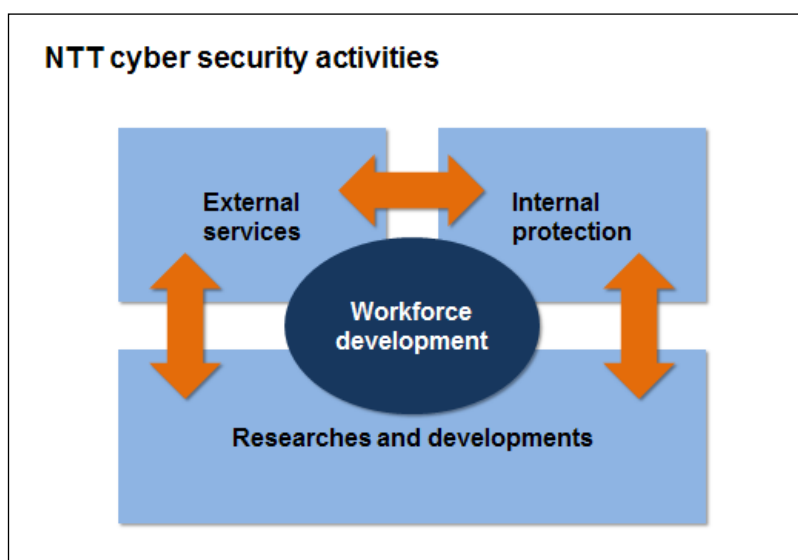 NTT cyber security activities
External
services
Internal
protection
Workforce
development
Researches and developments